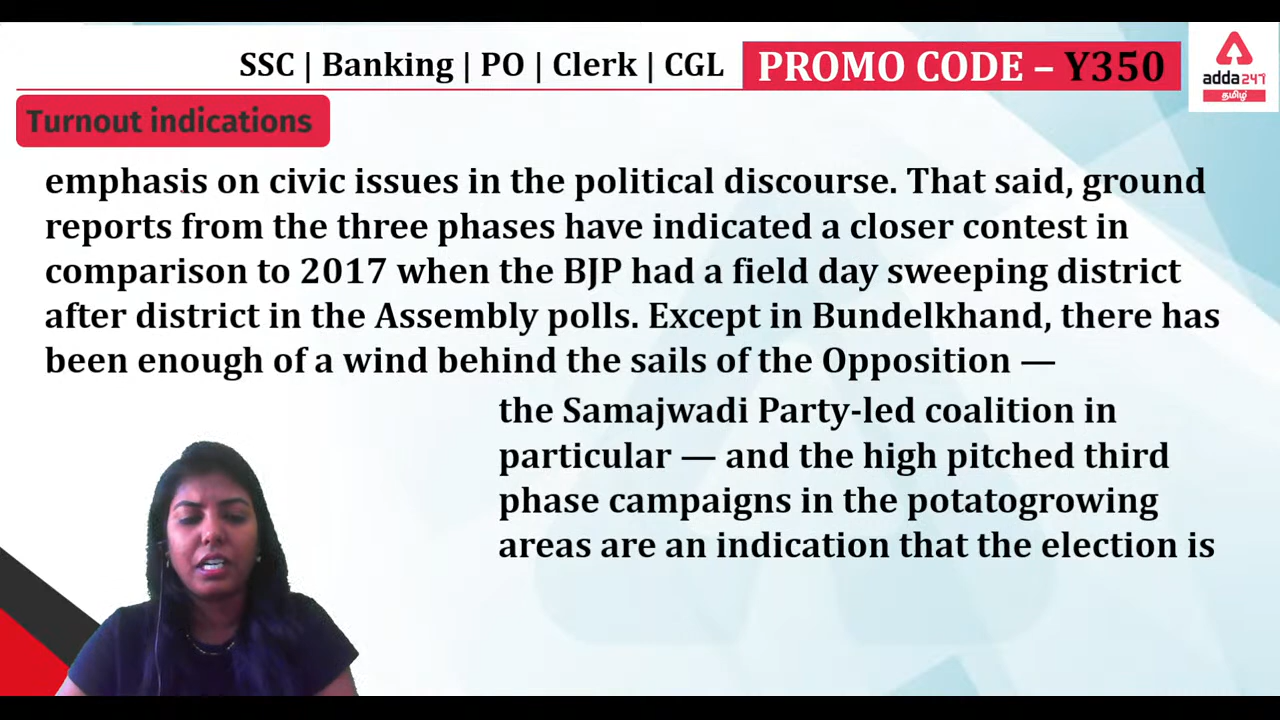 SSC | Banking | PO | Clerk | CGL
PROMO CODE – Y350
adda247
தமிழ்
Turnout indications
emphasis on civic issues in the political discourse. That said, ground
reports from the three phases have indicated a closer contest in
comparison to 2017 when the BJP had a field day sweeping district
after district in the Assembly polls. Except in Bundelkhand, there has
been enough of a wind behind the sails of the Opposition —
the Samajwadi Party-led coalition in
particular — and the high pitched third
phase campaigns in the potatogrowing
areas are an indication that the election is